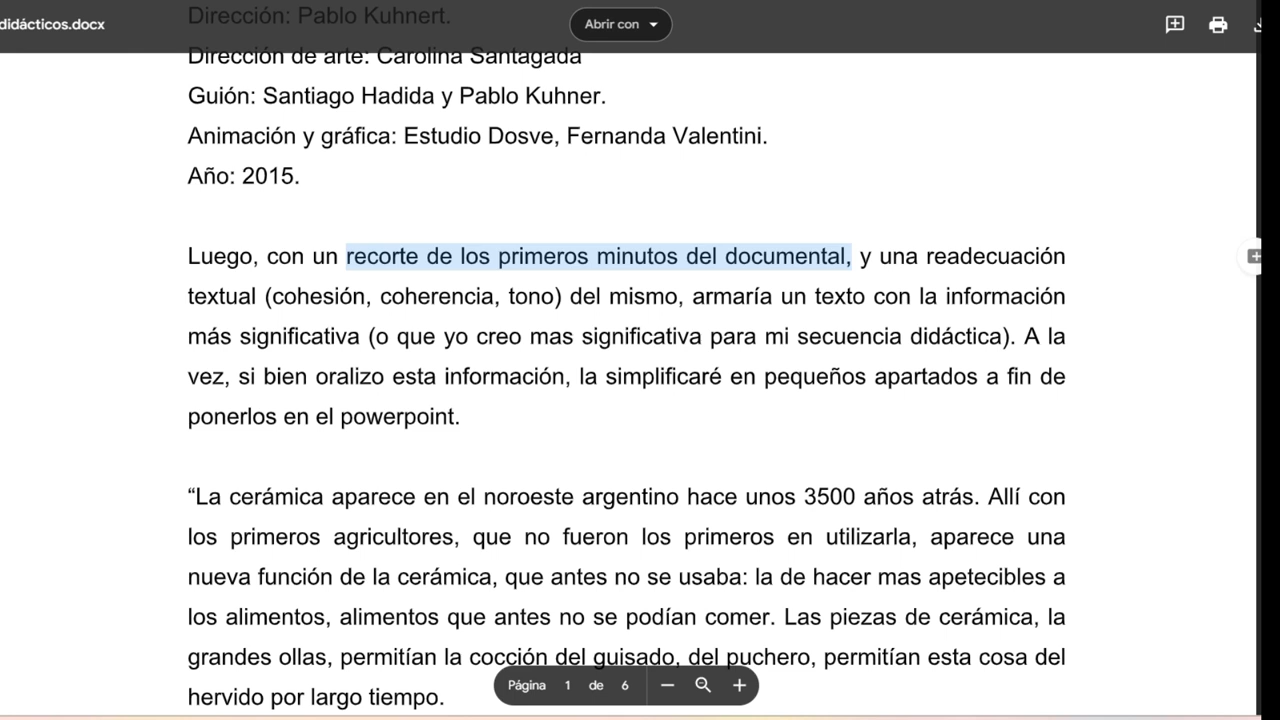 didácticos.docx
Abrir con
Dirección: Pablo Kuhnert.
Dirección de arte: Carolina Santagada
Guión: Santiago Hadida y Pablo Kuhner.
Animación y gráfica: Estudio Dosve, Fernanda Valentini.
Año: 2015.
Luego, con un recorte de los primeros minutos del documental, y una readecuación
textual (cohesión, coherencia, tono) del mismo, armaría un texto con la información
más significativa (o que yo creo mas significativa para mi secuencia didáctica). A la
vez, si bien oralizo esta información, la simplificaré en pequeños apartados a fin de
ponerlos en el powerpoint.
“La cerámica aparece en el noroeste argentino hace unos 3500 años atrás. Allí con
los primeros agricultores, que no fueron los primeros en utilizarla, aparece una
nueva función de la cerámica, que antes no se usaba: la de hacer mas apetecibles a
los alimentos, alimentos que antes no se podían comer. Las piezas de cerámica, la
grandes ollas, permitían la cocción del guisado, del puchero, permitían esta cosa del
hervido por largo tiempo.
Página 1 de 6